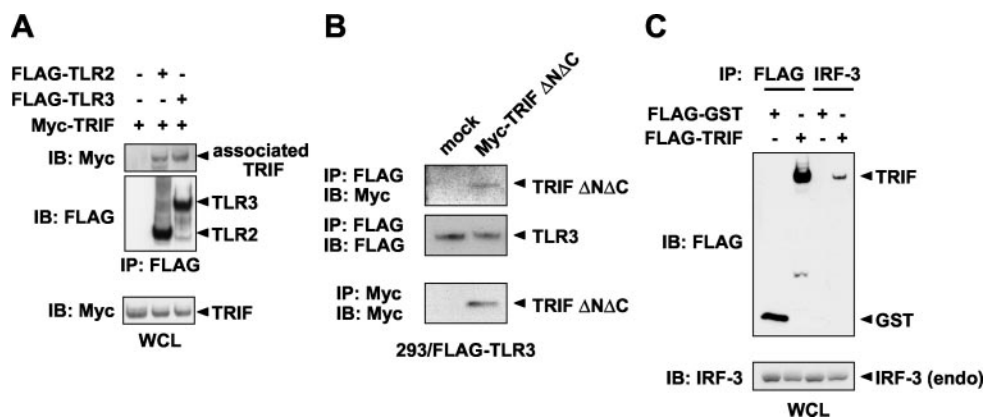 A
FLAG-TLR2 - + -
FLAG-TLR3 - - +
Myc-TRIF + + +
IB: Myc associated TRIF
IB: FLAG TLR3
TLR2
IP: FLAG
IB: Myc TRIF
WCL
B
mock Myc-TRIF ΔNΔC
IP: FLAG
IB: Myc TRIF ΔNΔC
IP: FLAG
IB: FLAG TLR3
IP: Myc
IB: Myc TRIF ΔNΔC
293/FLAG-TLR3
C
IP: FLAG IRF-3
FLAG-GST + - + -
FLAG-TRIF - + - +
TRIF
IB: FLAG
GST
IB: IRF-3 IRF-3 (endo)
WCL